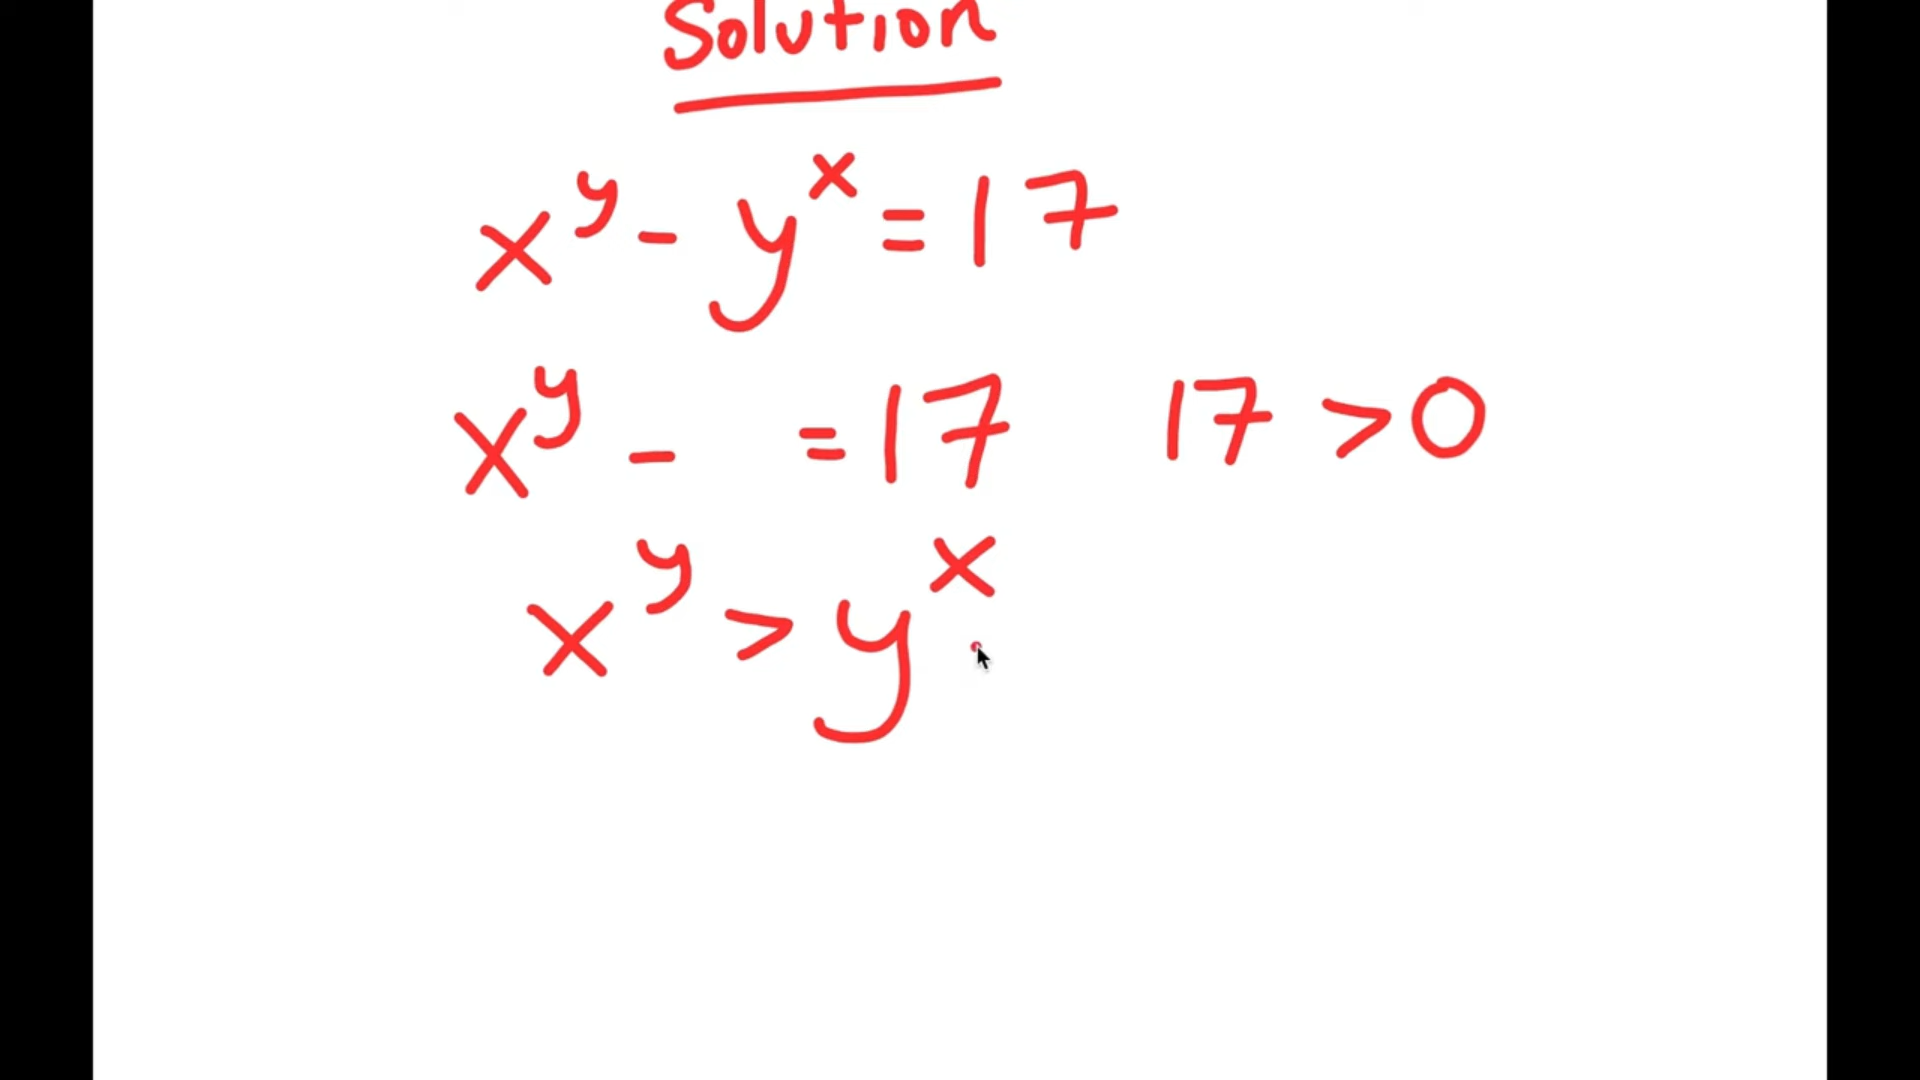 Solution
x^y - y^x = 17
x^y -   = 17   17 > 0
x^y > y^x